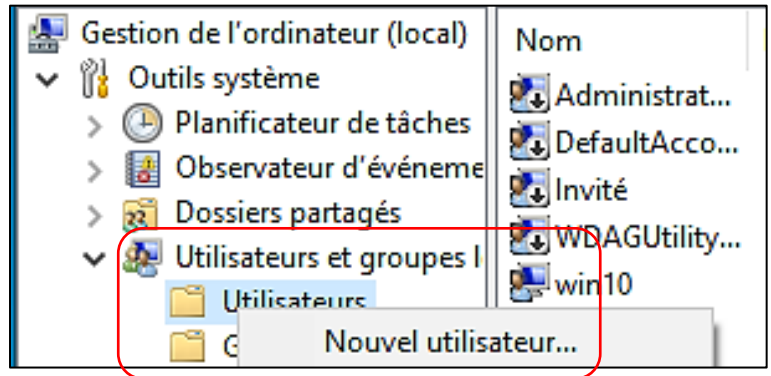 Gestion de l'ordinateur (local)
Outils système
Planificateur de tâches
Observateur d'événeme
Dossiers partagés
Utilisateurs et groupes l
Utilisateurs
G
Nouvel utilisateur...
Nom
Administrat...
DefaultAcco...
Invité
WDAGUtility...
win10